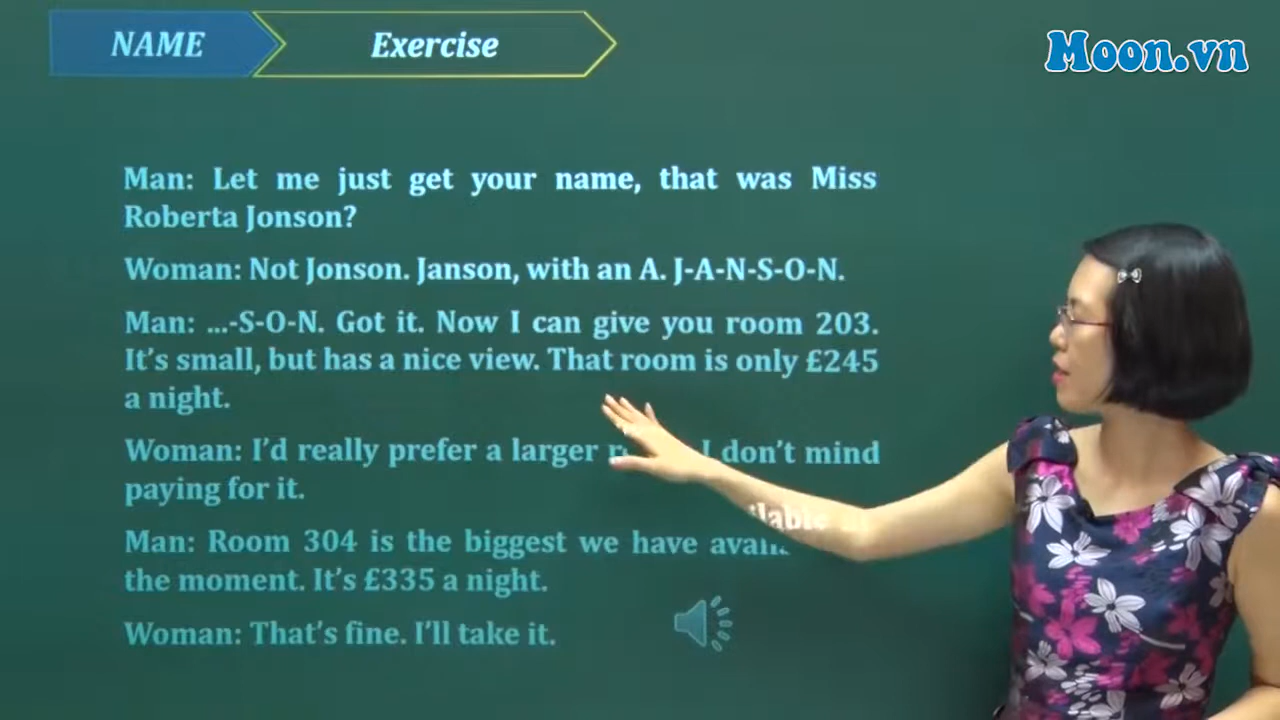 NAME
Exercise
Moon.vn
Man: Let me just get your name, that was Miss
Roberta Jonson?
Woman: Not Jonson. Janson, with an A. J-A-N-S-O-N.
Man: ...-S-O-N. Got it. Now I can give you room 203.
It's small, but has a nice view. That room is only £245
a night.
Woman: I'd really prefer a larger I don't mind
paying for it.
Man: Room 304 is the biggest we have
the moment. It's £335 a night.
Woman: That's fine. I'll take it.